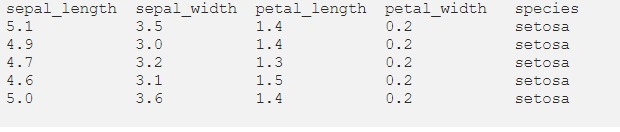 sepal_length sepal_width petal_length petal_width species
5.1 3.5 1.4 0.2 setosa
4.9 3.0 1.4 0.2 setosa
4.7 3.2 1.3 0.2 setosa
4.6 3.1 1.5 0.2 setosa
5.0 3.6 1.4 0.2 setosa